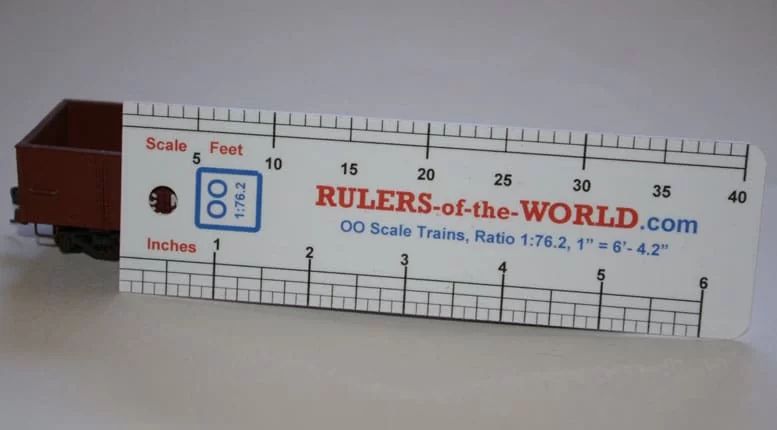 Scale Feet
5 10 15 20 25 30 35 40
OO
1:76.2
RULERS-of-the-WORLD.com
OO Scale Trains, Ratio 1:76.2, 1” = 6’- 4.2”
Inches 1 2 3 4 5 6